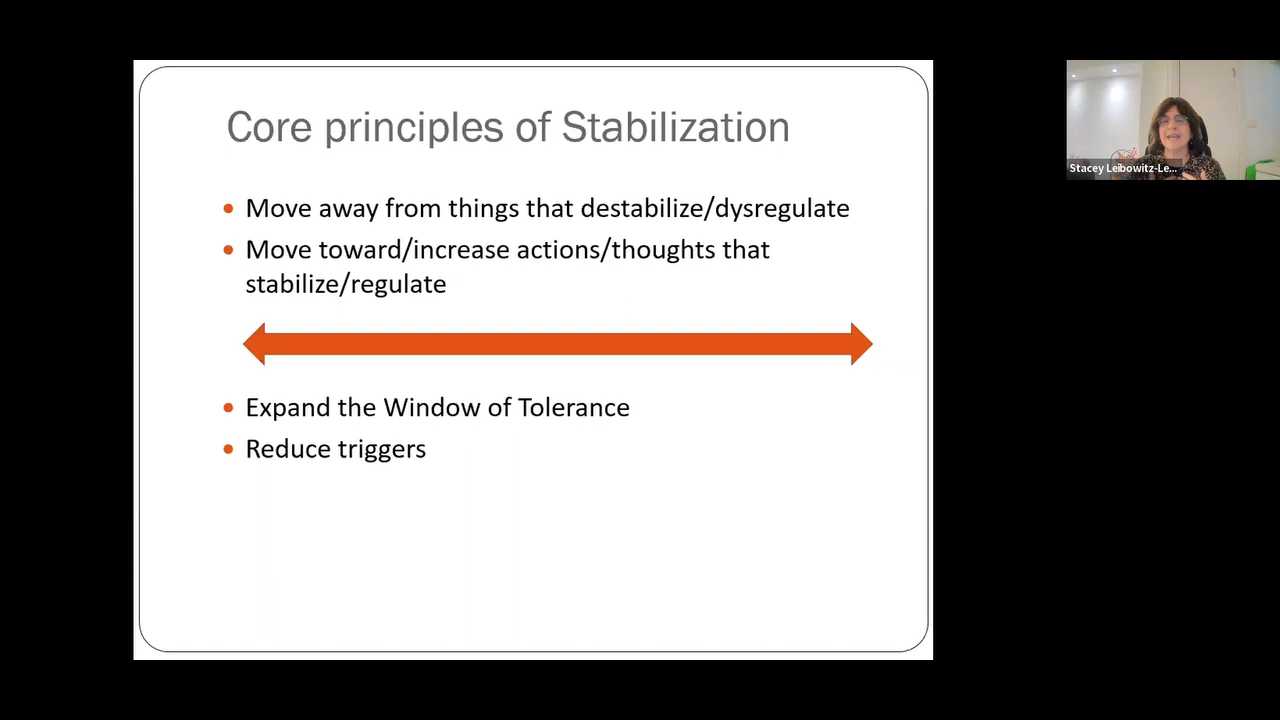 Core principles of Stabilization
• Move away from things that destabilize/dysregulate
• Move toward/increase actions/thoughts that
stabilize/regulate
• Expand the Window of Tolerance
• Reduce triggers
Stacey Leibowitz-Le...